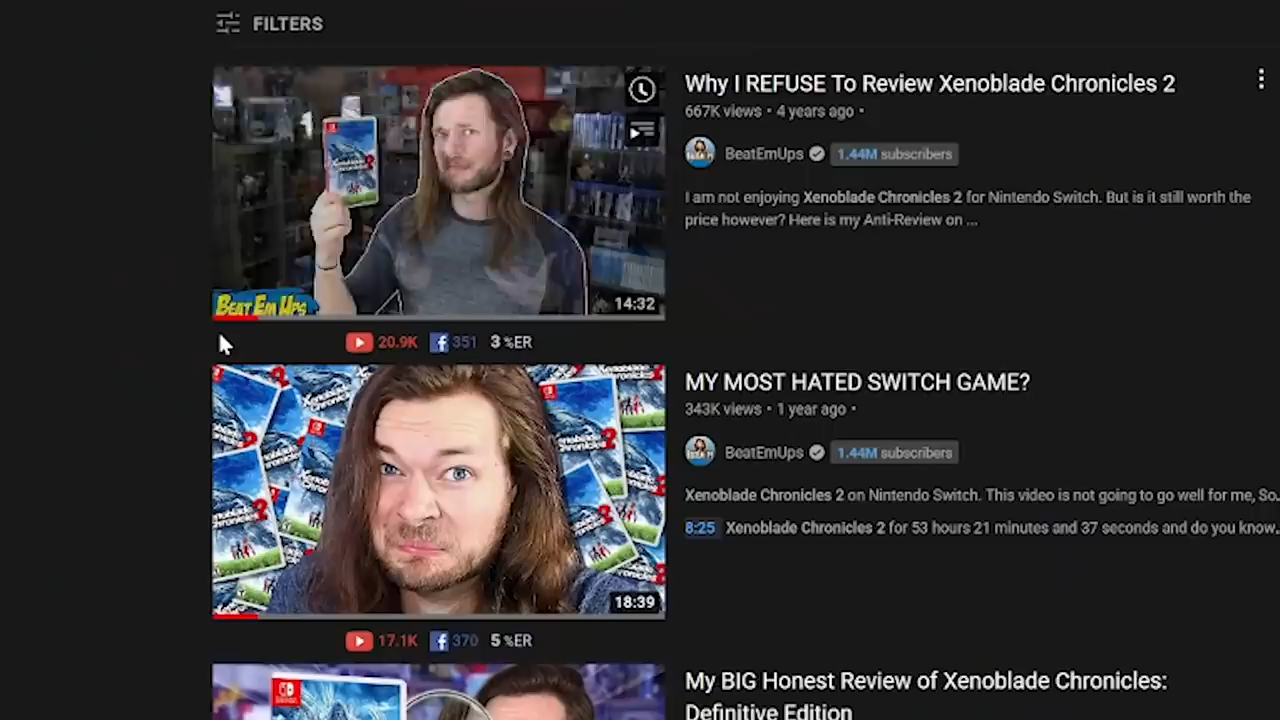 FILTERS
Why I REFUSE To Review Xenoblade Chronicles 2
667K views • 4 years ago •
BeatEmUps
1.44M subscribers
I am not enjoying Xenoblade Chronicles 2 for Nintendo Switch. But is it still worth the
price however? Here is my Anti-Review on ...
BEAT EM UPS
14:32
20.9K 351 3 %ER
MY MOST HATED SWITCH GAME?
343K views • 1 year ago •
BeatEmUps
1.44M subscribers
Xenoblade Chronicles 2 on Nintendo Switch. This video is not going to go well for me, So...
8:25 Xenoblade Chronicles 2 for 53 hours 21 minutes and 37 seconds and do you know...
18:39
17.1K 370 5 %ER
My BIG Honest Review of Xenoblade Chronicles:
Definitive Edition